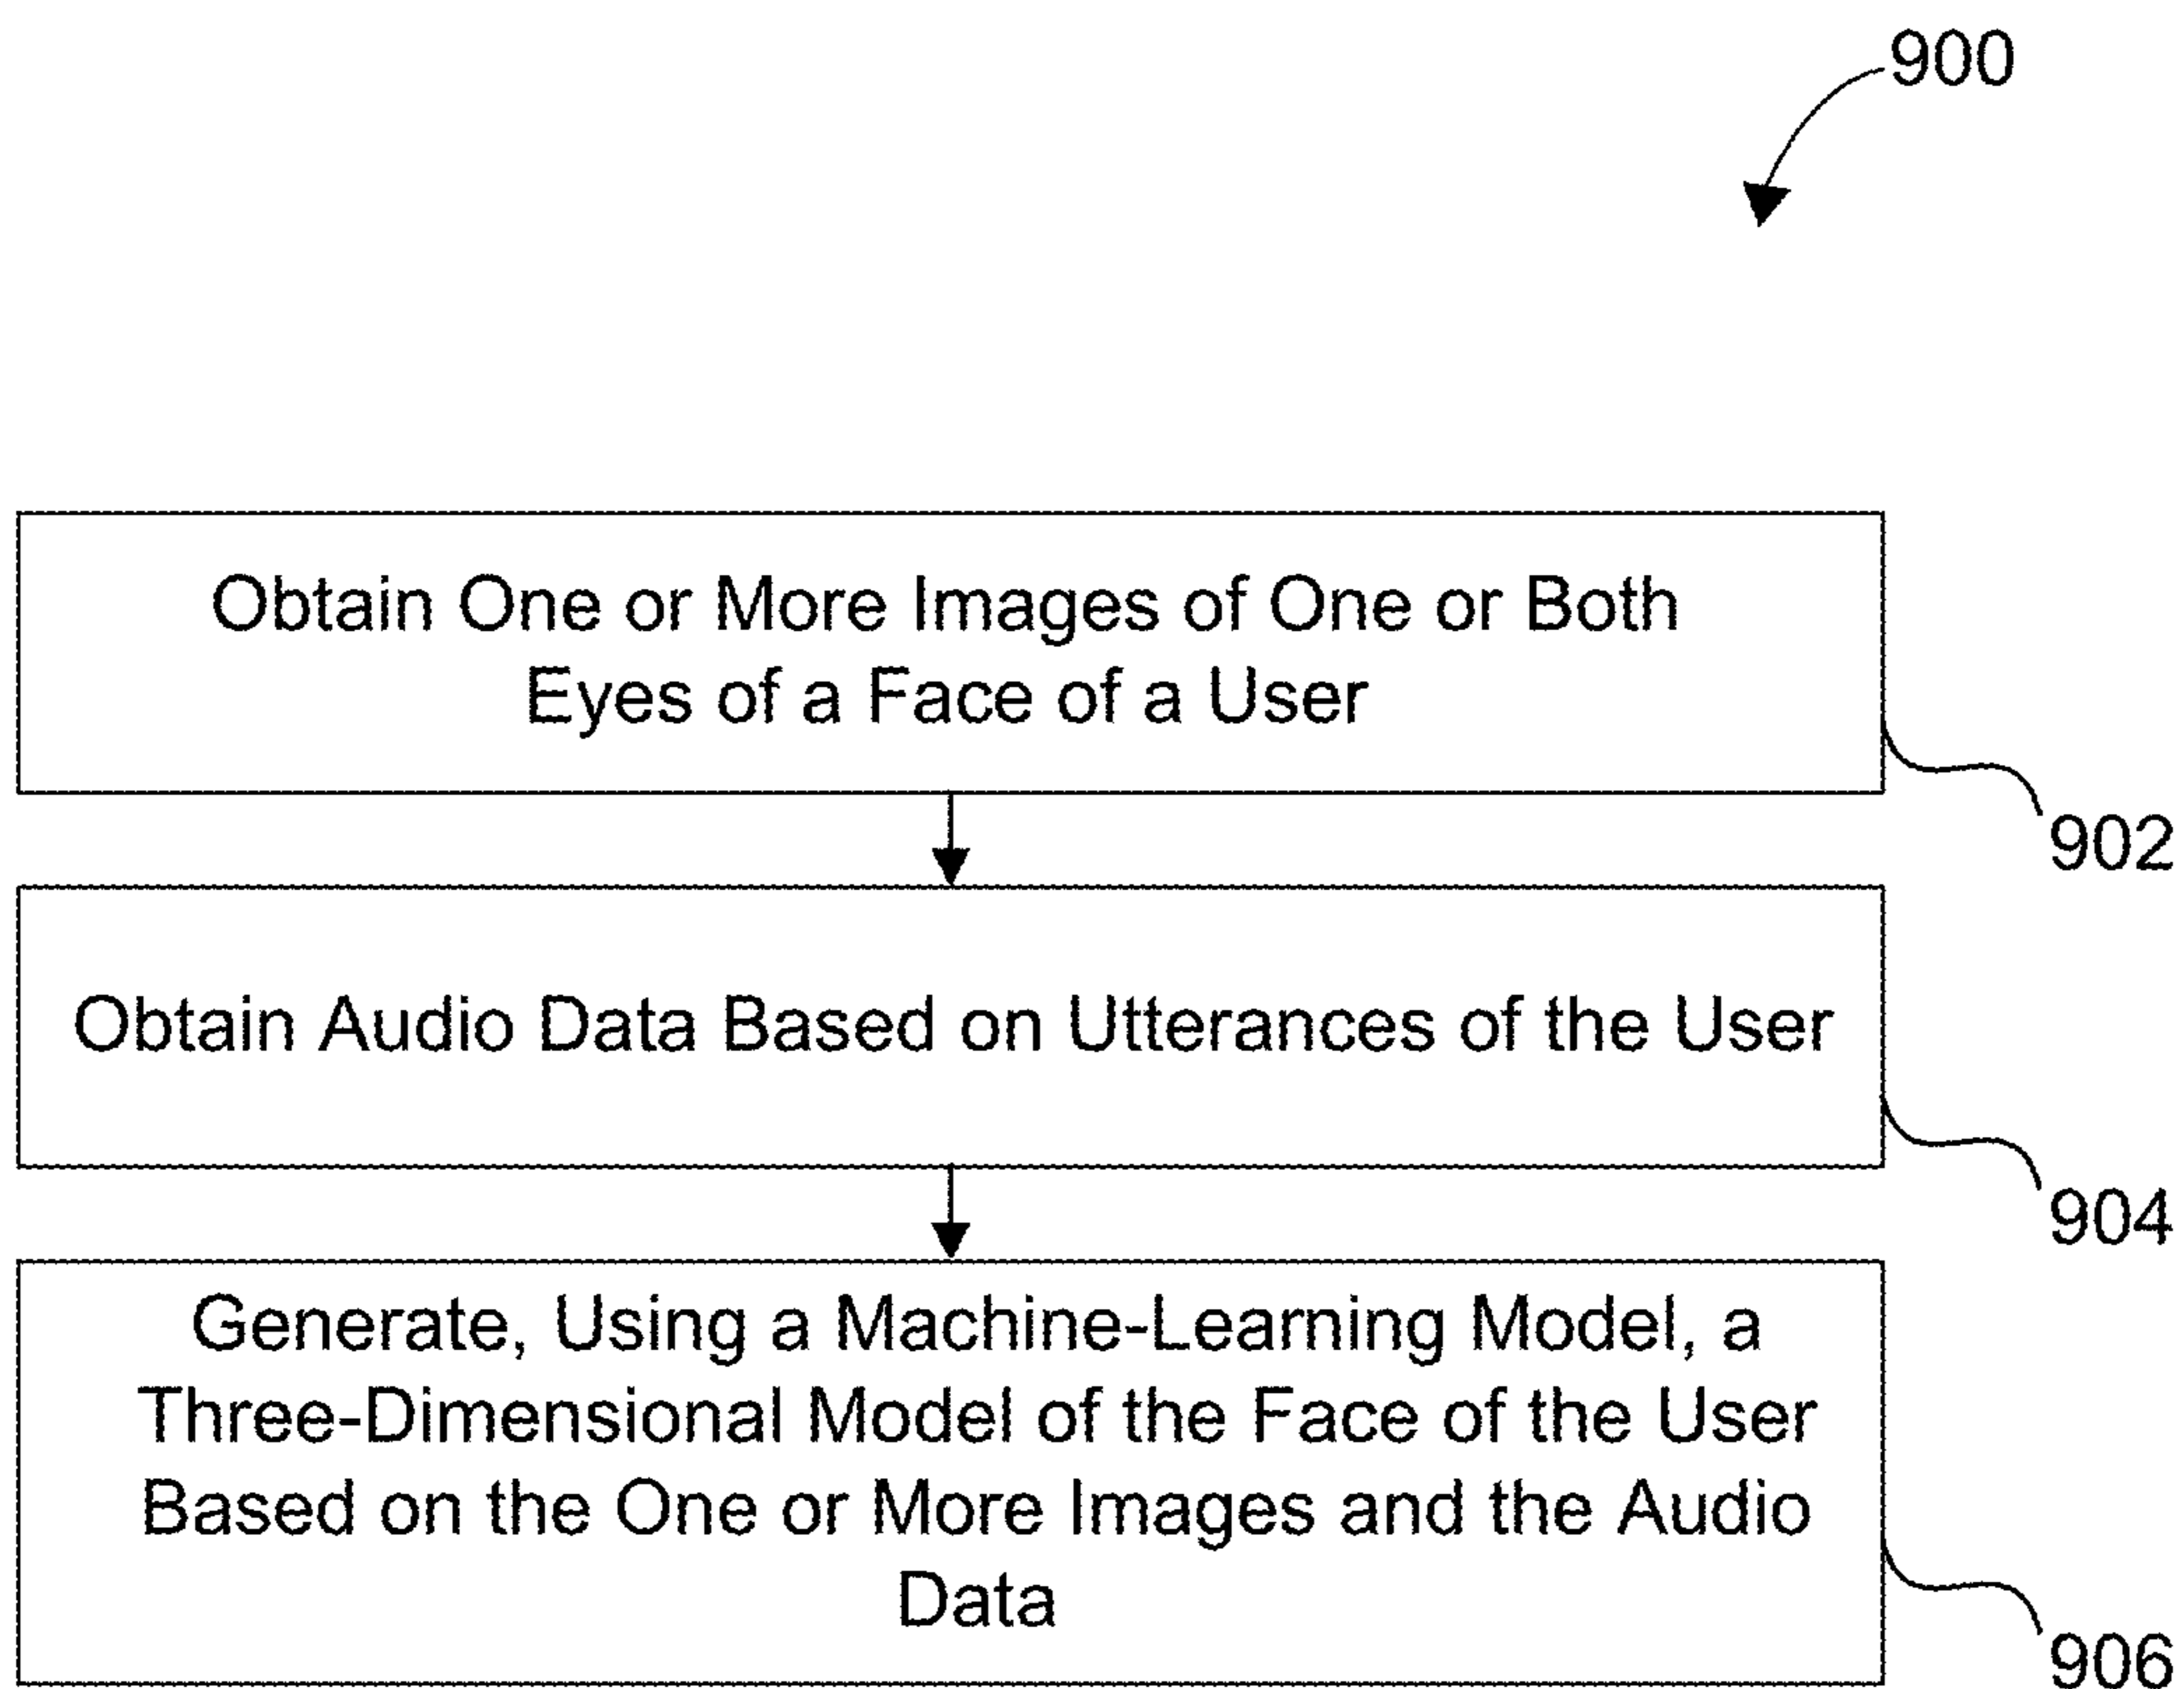 900
Obtain One or More Images of One or Both
Eyes of a Face of a User
902
Obtain Audio Data Based on Utterances of the User
904
Generate, Using a Machine-Learning Model, a
Three-Dimensional Model of the Face of the User
Based on the One or More Images and the Audio
Data
906